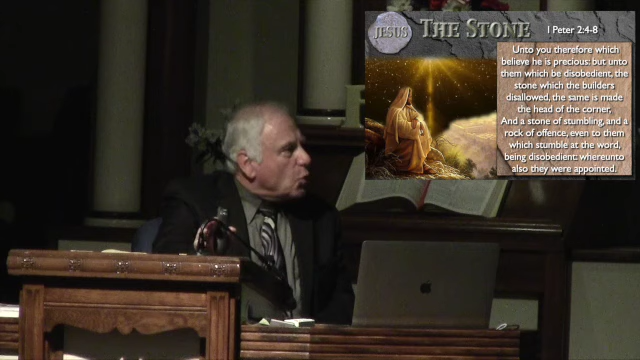 JESUS
THE STONE
I Peter 2:4-8
Unto you therefore which
believe he is precious: but unto
them which be disobedient, the
stone which the builders
disallowed, the same is made
the head of the corner,
And a stone of stumbling, and a
rock of offence, even to them
which stumble at the word,
being disobedient: whereunto
also they were appointed.